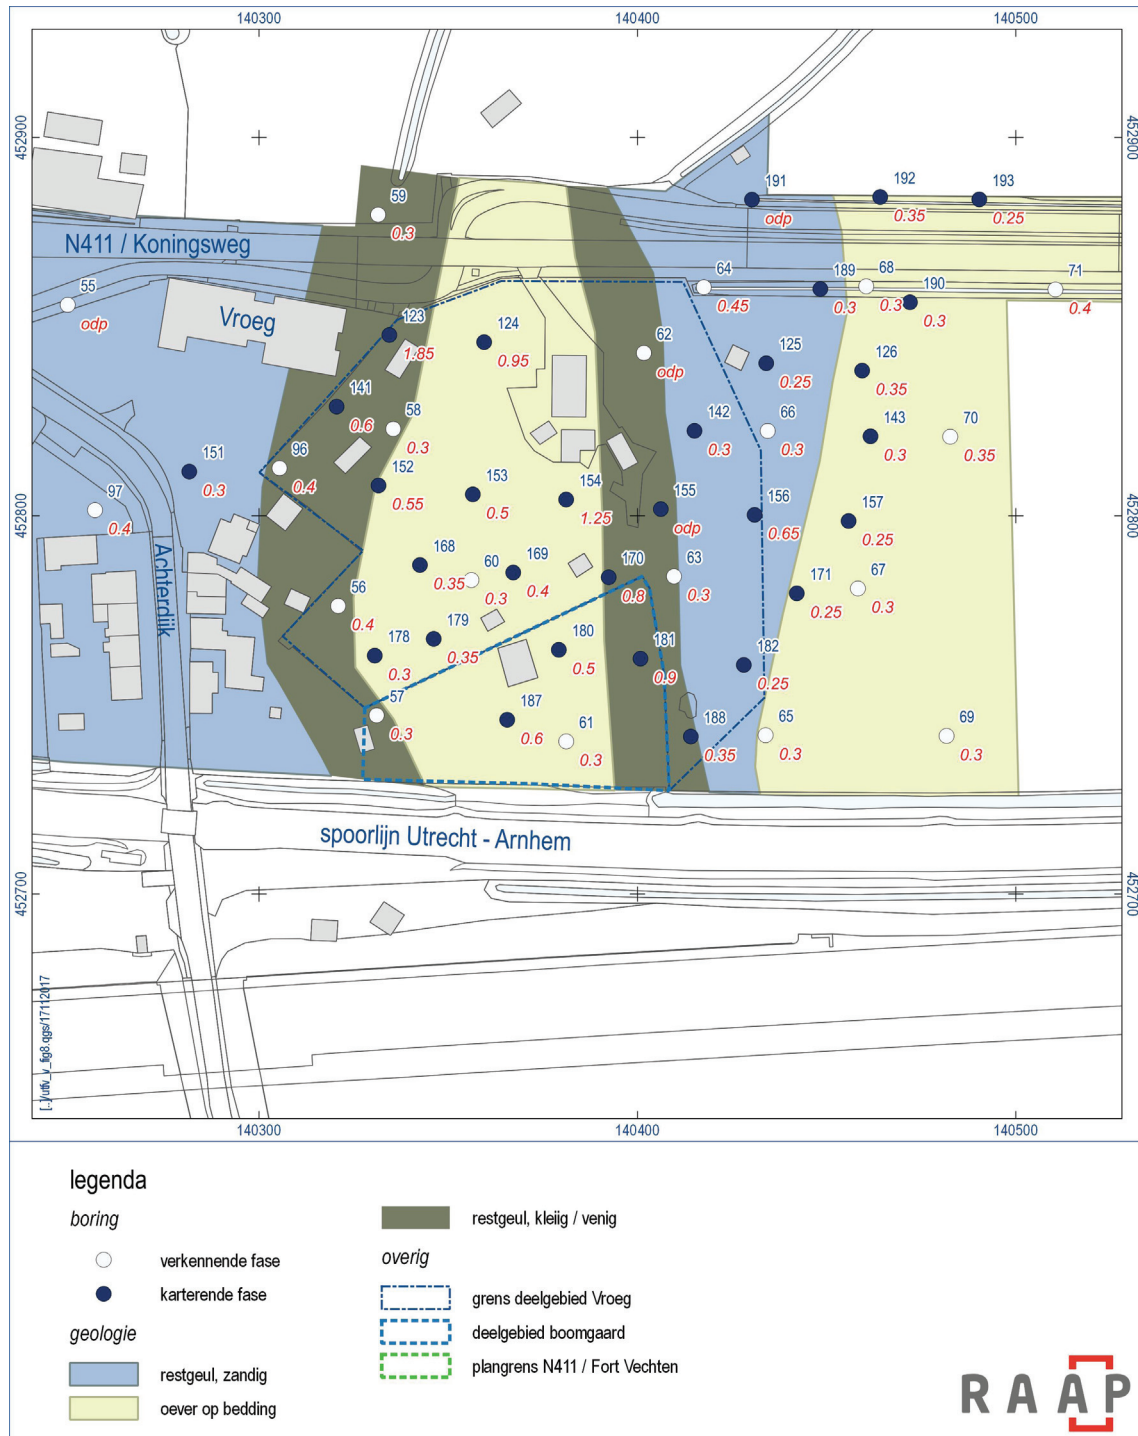 140300 140400 140500
452900 452900
59
0.3
191 192 193
odp 0.35 0.25
N411 / Koningsweg
55
odp
64 189 68 190 71
0.45 0.3 0.3 0.3 0.4
Vroeg
123 124 62 125 126
1.85 0.95 odp 0.25 0.35
141 58 142 66 143 70
0.6 0.3 0.3 0.3 0.3 0.35
151 96 152 153 154 155 156 157
0.3 0.4 0.55 0.5 1.25 odp 0.65 0.25
97
0.4
452800 452800
Achterdijk
168 60 169 170 63 171 67
0.35 0.3 0.4 0.8 0.3 0.25 0.3
56
0.4
178 179 180 181 182
0.3 0.35 0.5 0.9 0.25
57 187 61 188 65 69
0.3 0.6 0.3 0.35 0.3 0.3
spoorlijn Utrecht - Arnhem
452700 452700
140300 140400 140500
legenda
boring
verkennende fase
karterende fase
geologie
restgeul, zandig
oever op bedding
restgeul, kleiig / venig
overig
grens deelgebied Vroeg
deelgebied boomgaard
plangrens N411 / Fort Vechten
RAAP